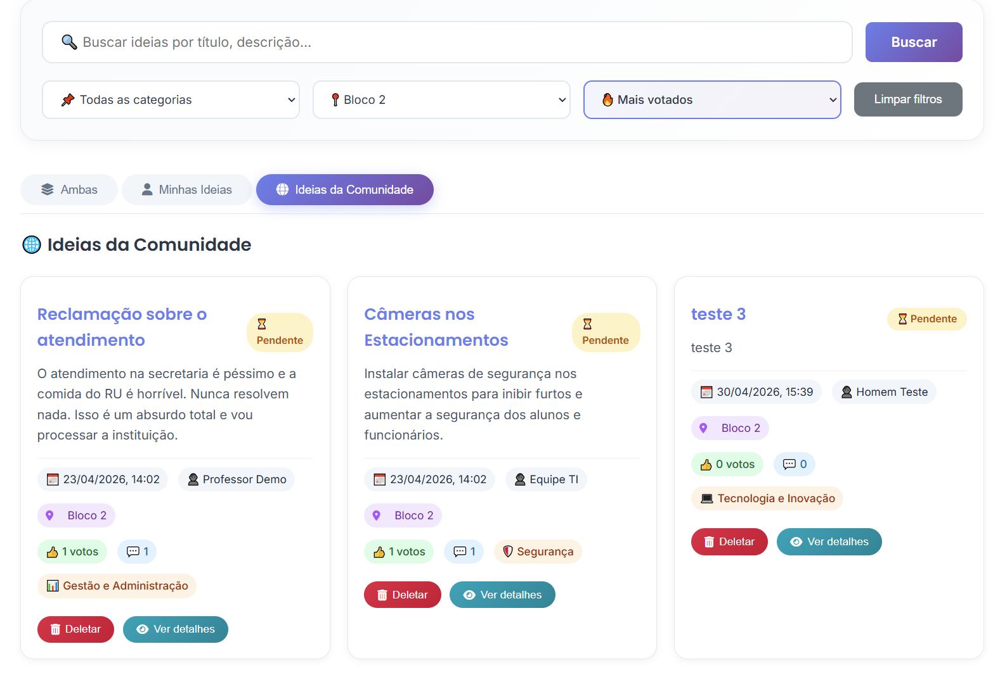 🔍 Buscar ideias por título, descrição...
Buscar
📌 Todas as categorias
📍 Bloco 2
🔥 Mais votados
Limpar filtros
Ambas
Minhas Ideias
Ideias da Comunidade
🌐 Ideias da Comunidade
Reclamação sobre o
atendimento
⏳
Pendente
O atendimento na secretaria é péssimo e a
comida do RU é horrível. Nunca resolvem
nada. Isso é um absurdo total e vou
processar a instituição.
📅 23/04/2026, 14:02
👤 Professor Demo
Bloco 2
👍 1 votos
💬 1
📊 Gestão e Administração
Deletar
Ver detalhes
Câmeras nos
Estacionamentos
⏳
Pendente
Instalar câmeras de segurança nos
estacionamentos para inibir furtos e
aumentar a segurança dos alunos e
funcionários.
📅 23/04/2026, 14:02
👤 Equipe TI
Bloco 2
👍 1 votos
💬 1
🛡️ Segurança
Deletar
Ver detalhes
teste 3
⏳ Pendente
teste 3
📅 30/04/2026, 15:39
👤 Homem Teste
Bloco 2
👍 0 votos
💬 0
💻 Tecnologia e Inovação
Deletar
Ver detalhes